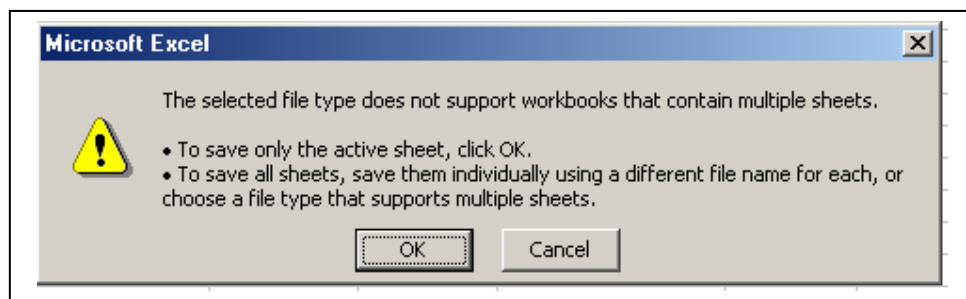 Microsoft Excel
The selected file type does not support workbooks that contain multiple sheets.
• To save only the active sheet, click OK.
• To save all sheets, save them individually using a different file name for each, or
choose a file type that supports multiple sheets.
OK Cancel